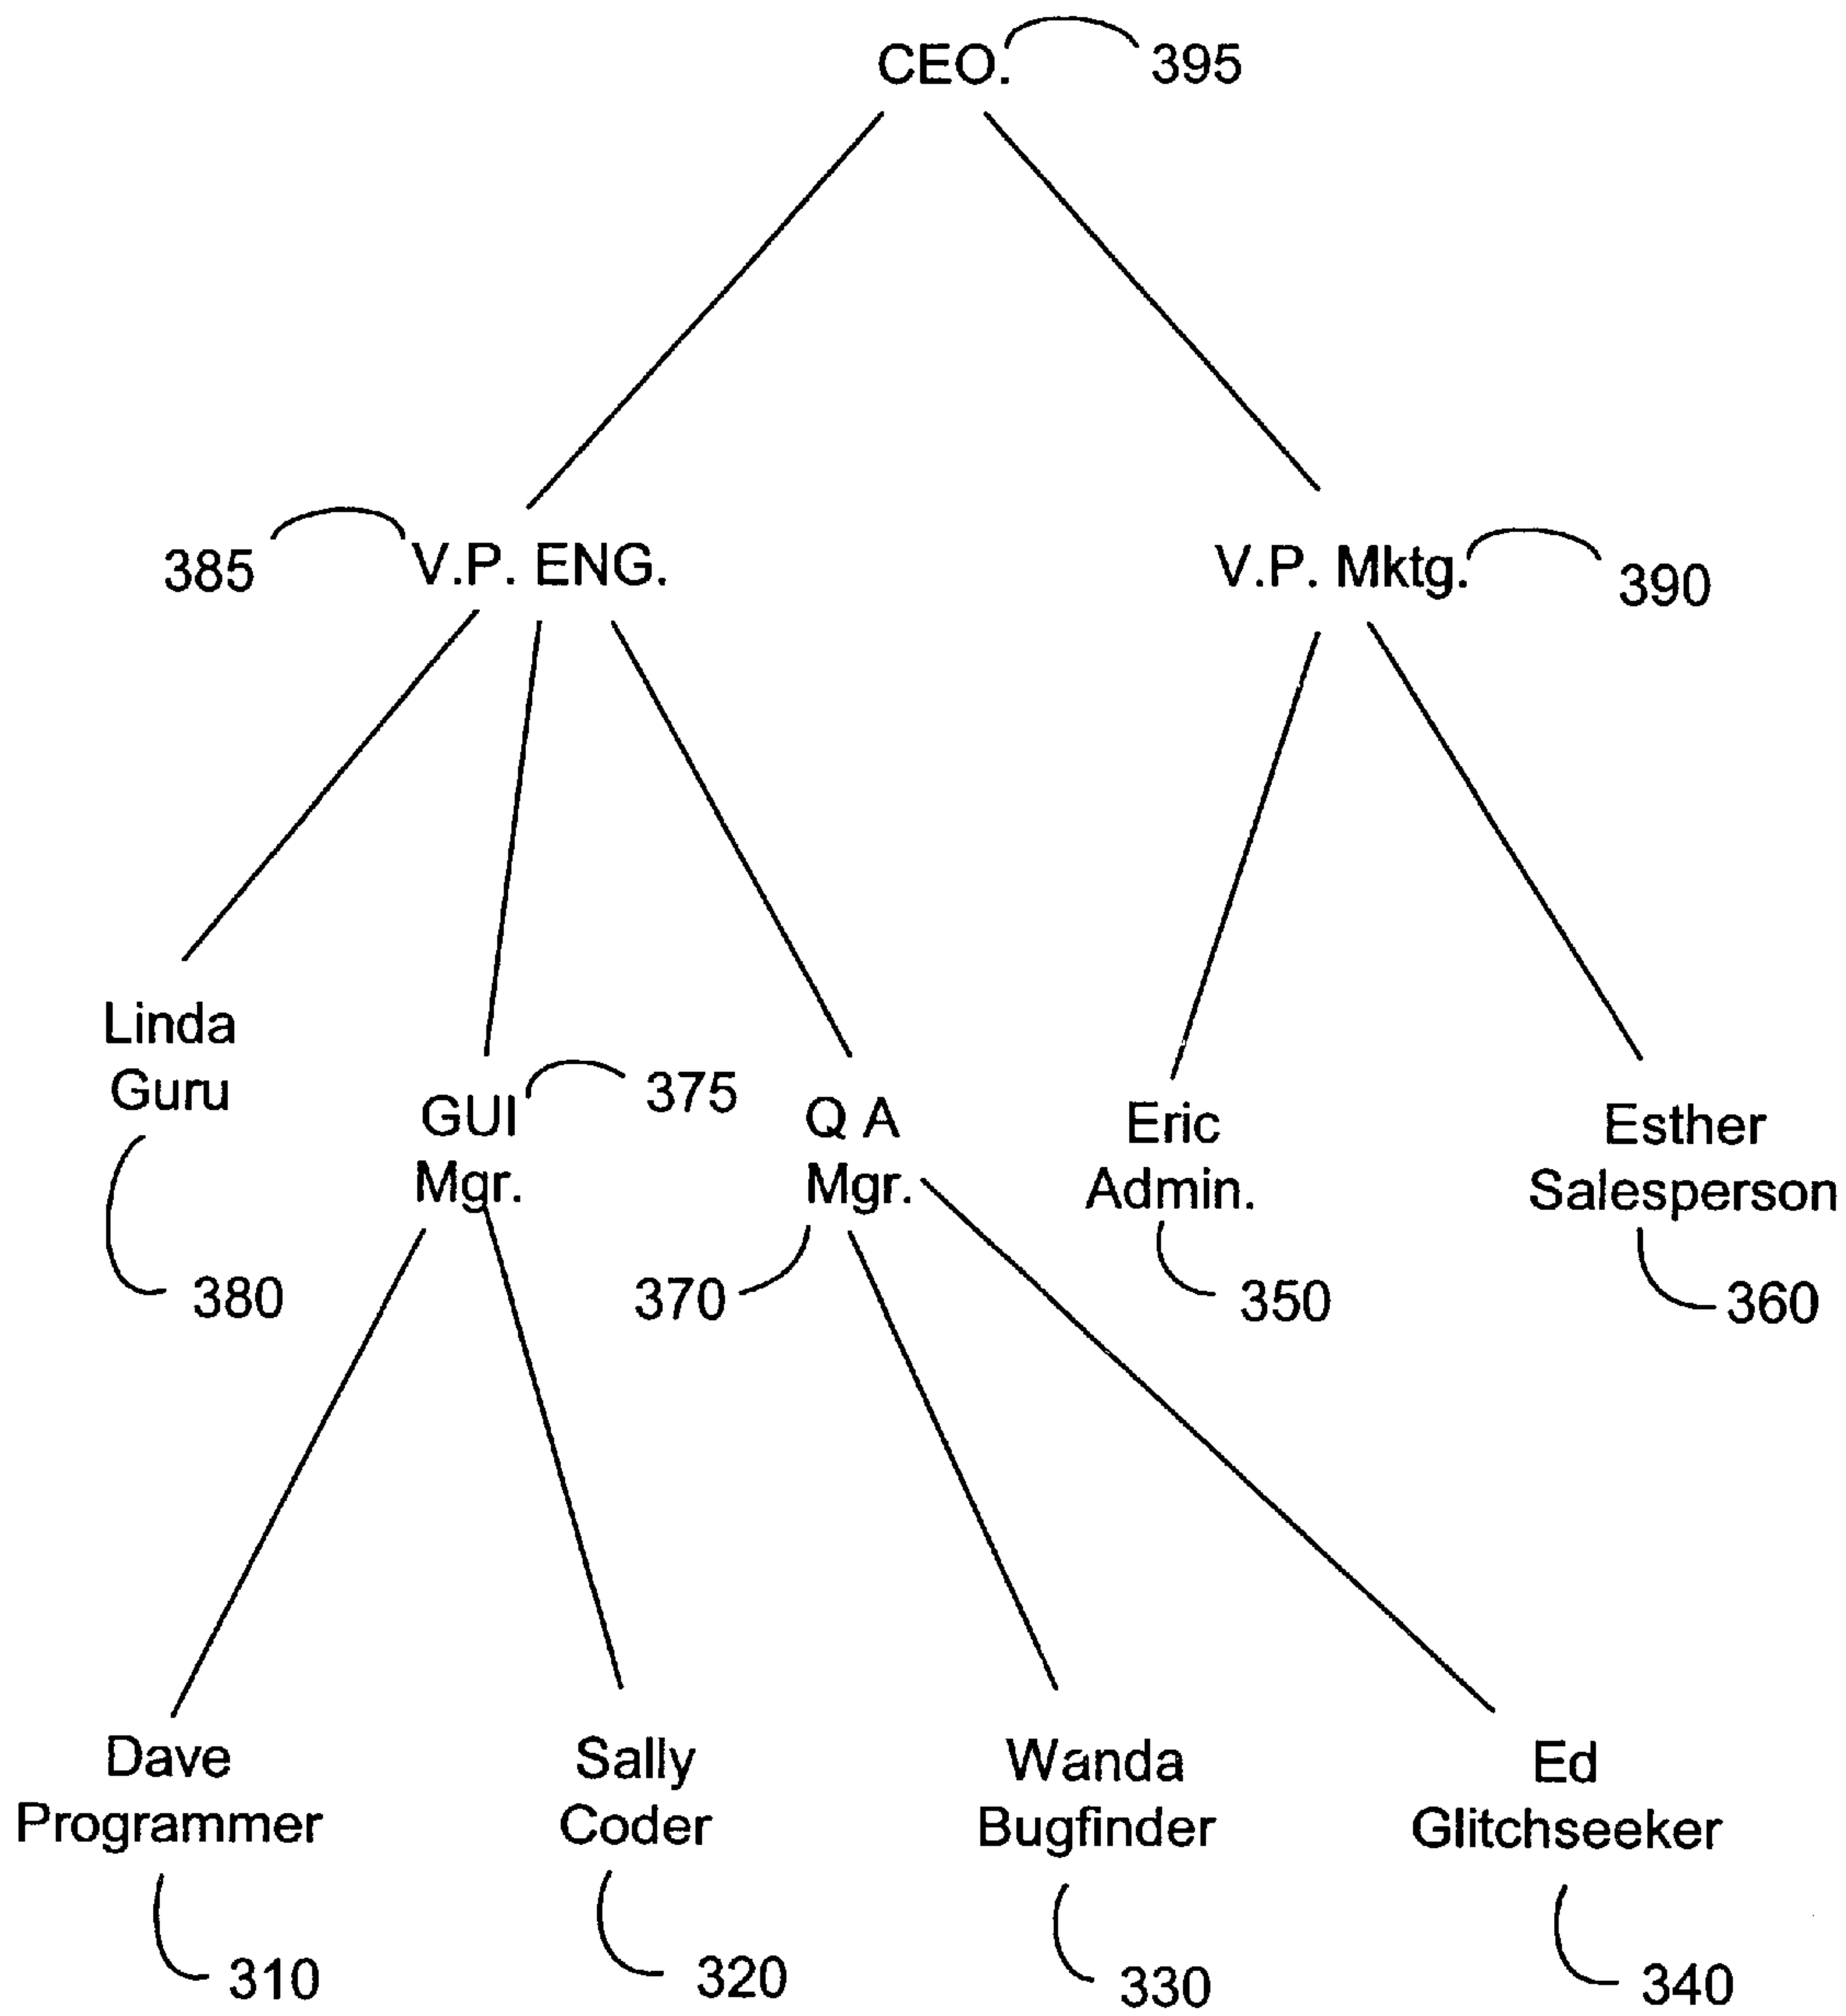 CEO. 395
385 V.P. ENG. V.P. Mktg. 390
Linda
Guru
GUI 375
Mgr.
Q A
Mgr.
Eric
Admin.
Esther
Salesperson
380 370 350 360
Dave
Programmer
Sally
Coder
Wanda
Bugfinder
Ed
Glitchseeker
310 320 330 340